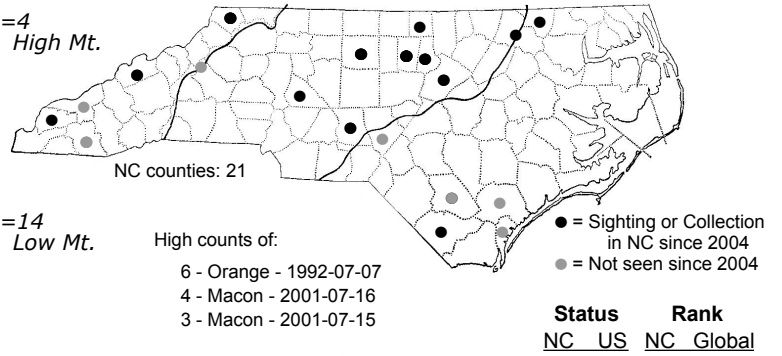 =4
High Mt.
NC counties: 21
=14
Low Mt.
High counts of:
6 - Orange - 1992-07-07
4 - Macon - 2001-07-16
3 - Macon - 2001-07-15
● = Sighting or Collection
in NC since 2004
● = Not seen since 2004
Status Rank
NC US NC Global